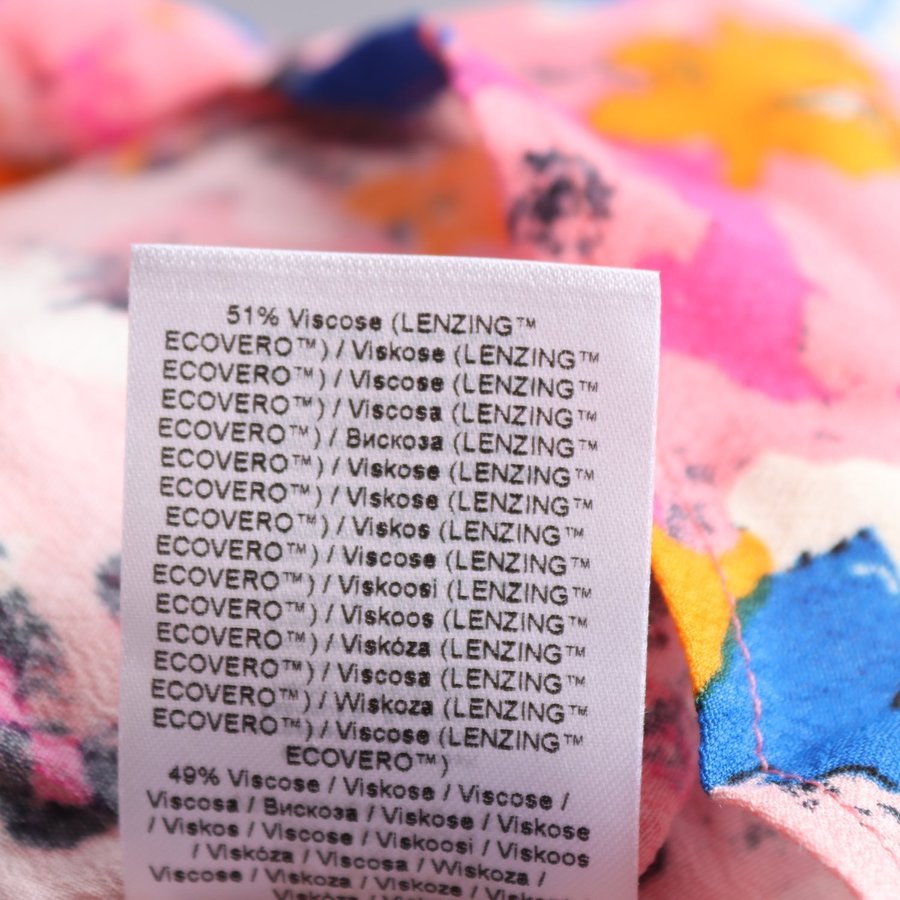 51% Viscose (LENZING™
ECOVERO™) / Viskose (LENZING™
ECOVERO™) / Viscose (LENZING™
ECOVERO™) / Viscosa (LENZING™
ECOVERO™) / Вискоза (LENZING™
ECOVERO™) / Viskose (LENZING™
ECOVERO™) / Viskose (LENZING™
ECOVERO™) / Viskos (LENZING™
ECOVERO™) / Viscose (LENZING™
ECOVERO™) / Viskoosi (LENZING™
ECOVERO™) / Viskoos (LENZING™
ECOVERO™) / Viskóza (LENZING™
ECOVERO™) / Viscosa (LENZING™
ECOVERO™) / Wiskoza (LENZING™
ECOVERO™) / Viscose (LENZING™
ECOVERO™)
49% Viscose / Viskose / Viscose /
Viscosa / Вискоза / Viskose / Viskose
/ Viskos / Viscose / Viskoosi / Viskoos
/ Viskóza / Viscosa / Wiskoza /
Viscose / Viskoza / Viskoze /